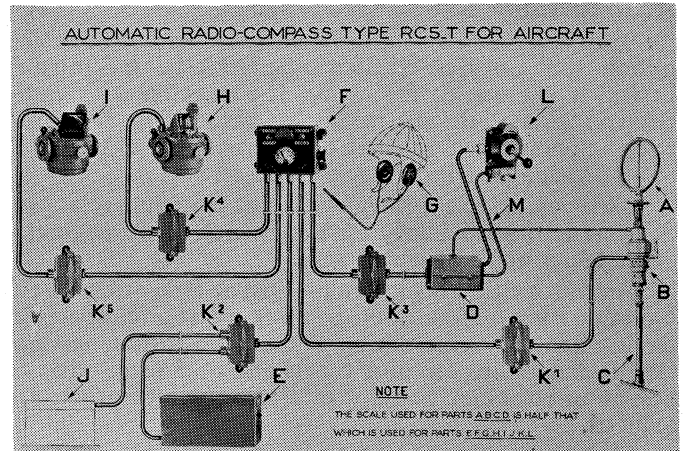 AUTOMATIC RADIO-COMPASS TYPE RC5_T FOR AIRCRAFT
I
H
F
L
K⁴
G
M
A
K⁵
K²
K³
D
B
J
E
K¹
C
NOTE
THE SCALE USED FOR PARTS A.B.C.D. IS HALF THAT
WHICH IS USED FOR PARTS E.F.G.H.I.J.K.L.